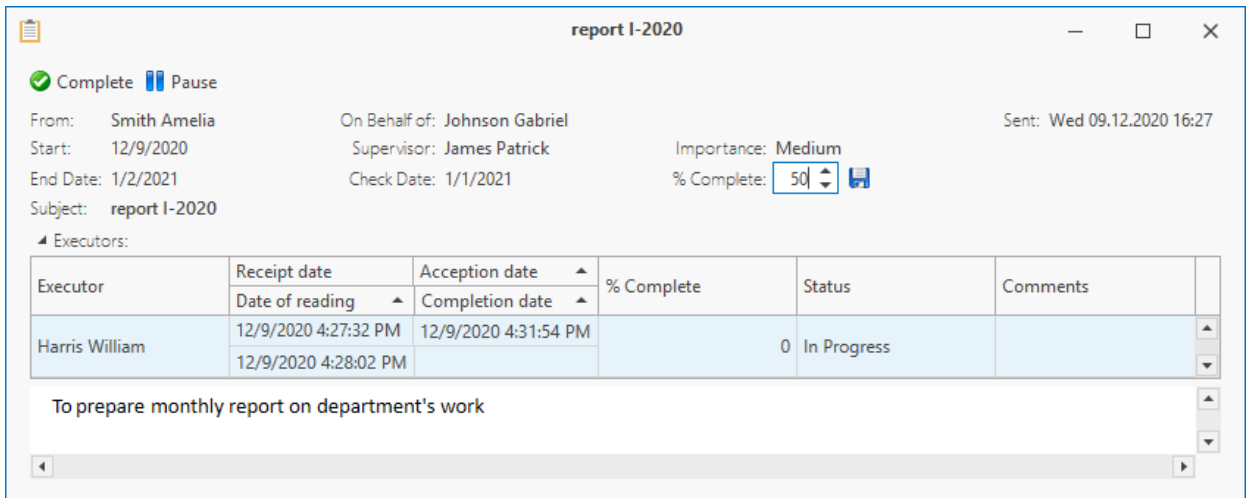 report I-2020
Complete Pause
From: Smith Amelia On Behalf of: Johnson Gabriel Sent: Wed 09.12.2020 16:27
Start: 12/9/2020 Supervisor: James Patrick Importance: Medium
End Date: 1/2/2021 Check Date: 1/1/2021 % Complete: 50
Subject: report I-2020
Executors:
Executor Receipt date Acception date % Complete Status Comments
Date of reading Completion date
Harris William 12/9/2020 4:27:32 PM 12/9/2020 4:31:54 PM 0 In Progress
12/9/2020 4:28:02 PM
To prepare monthly report on department's work